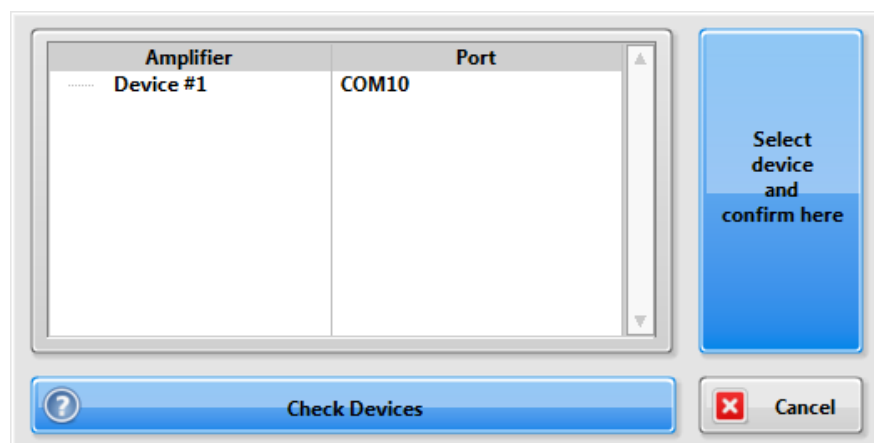 Amplifier Port
Device #1 COM10
Select
device
and
confirm here
Check Devices
Cancel